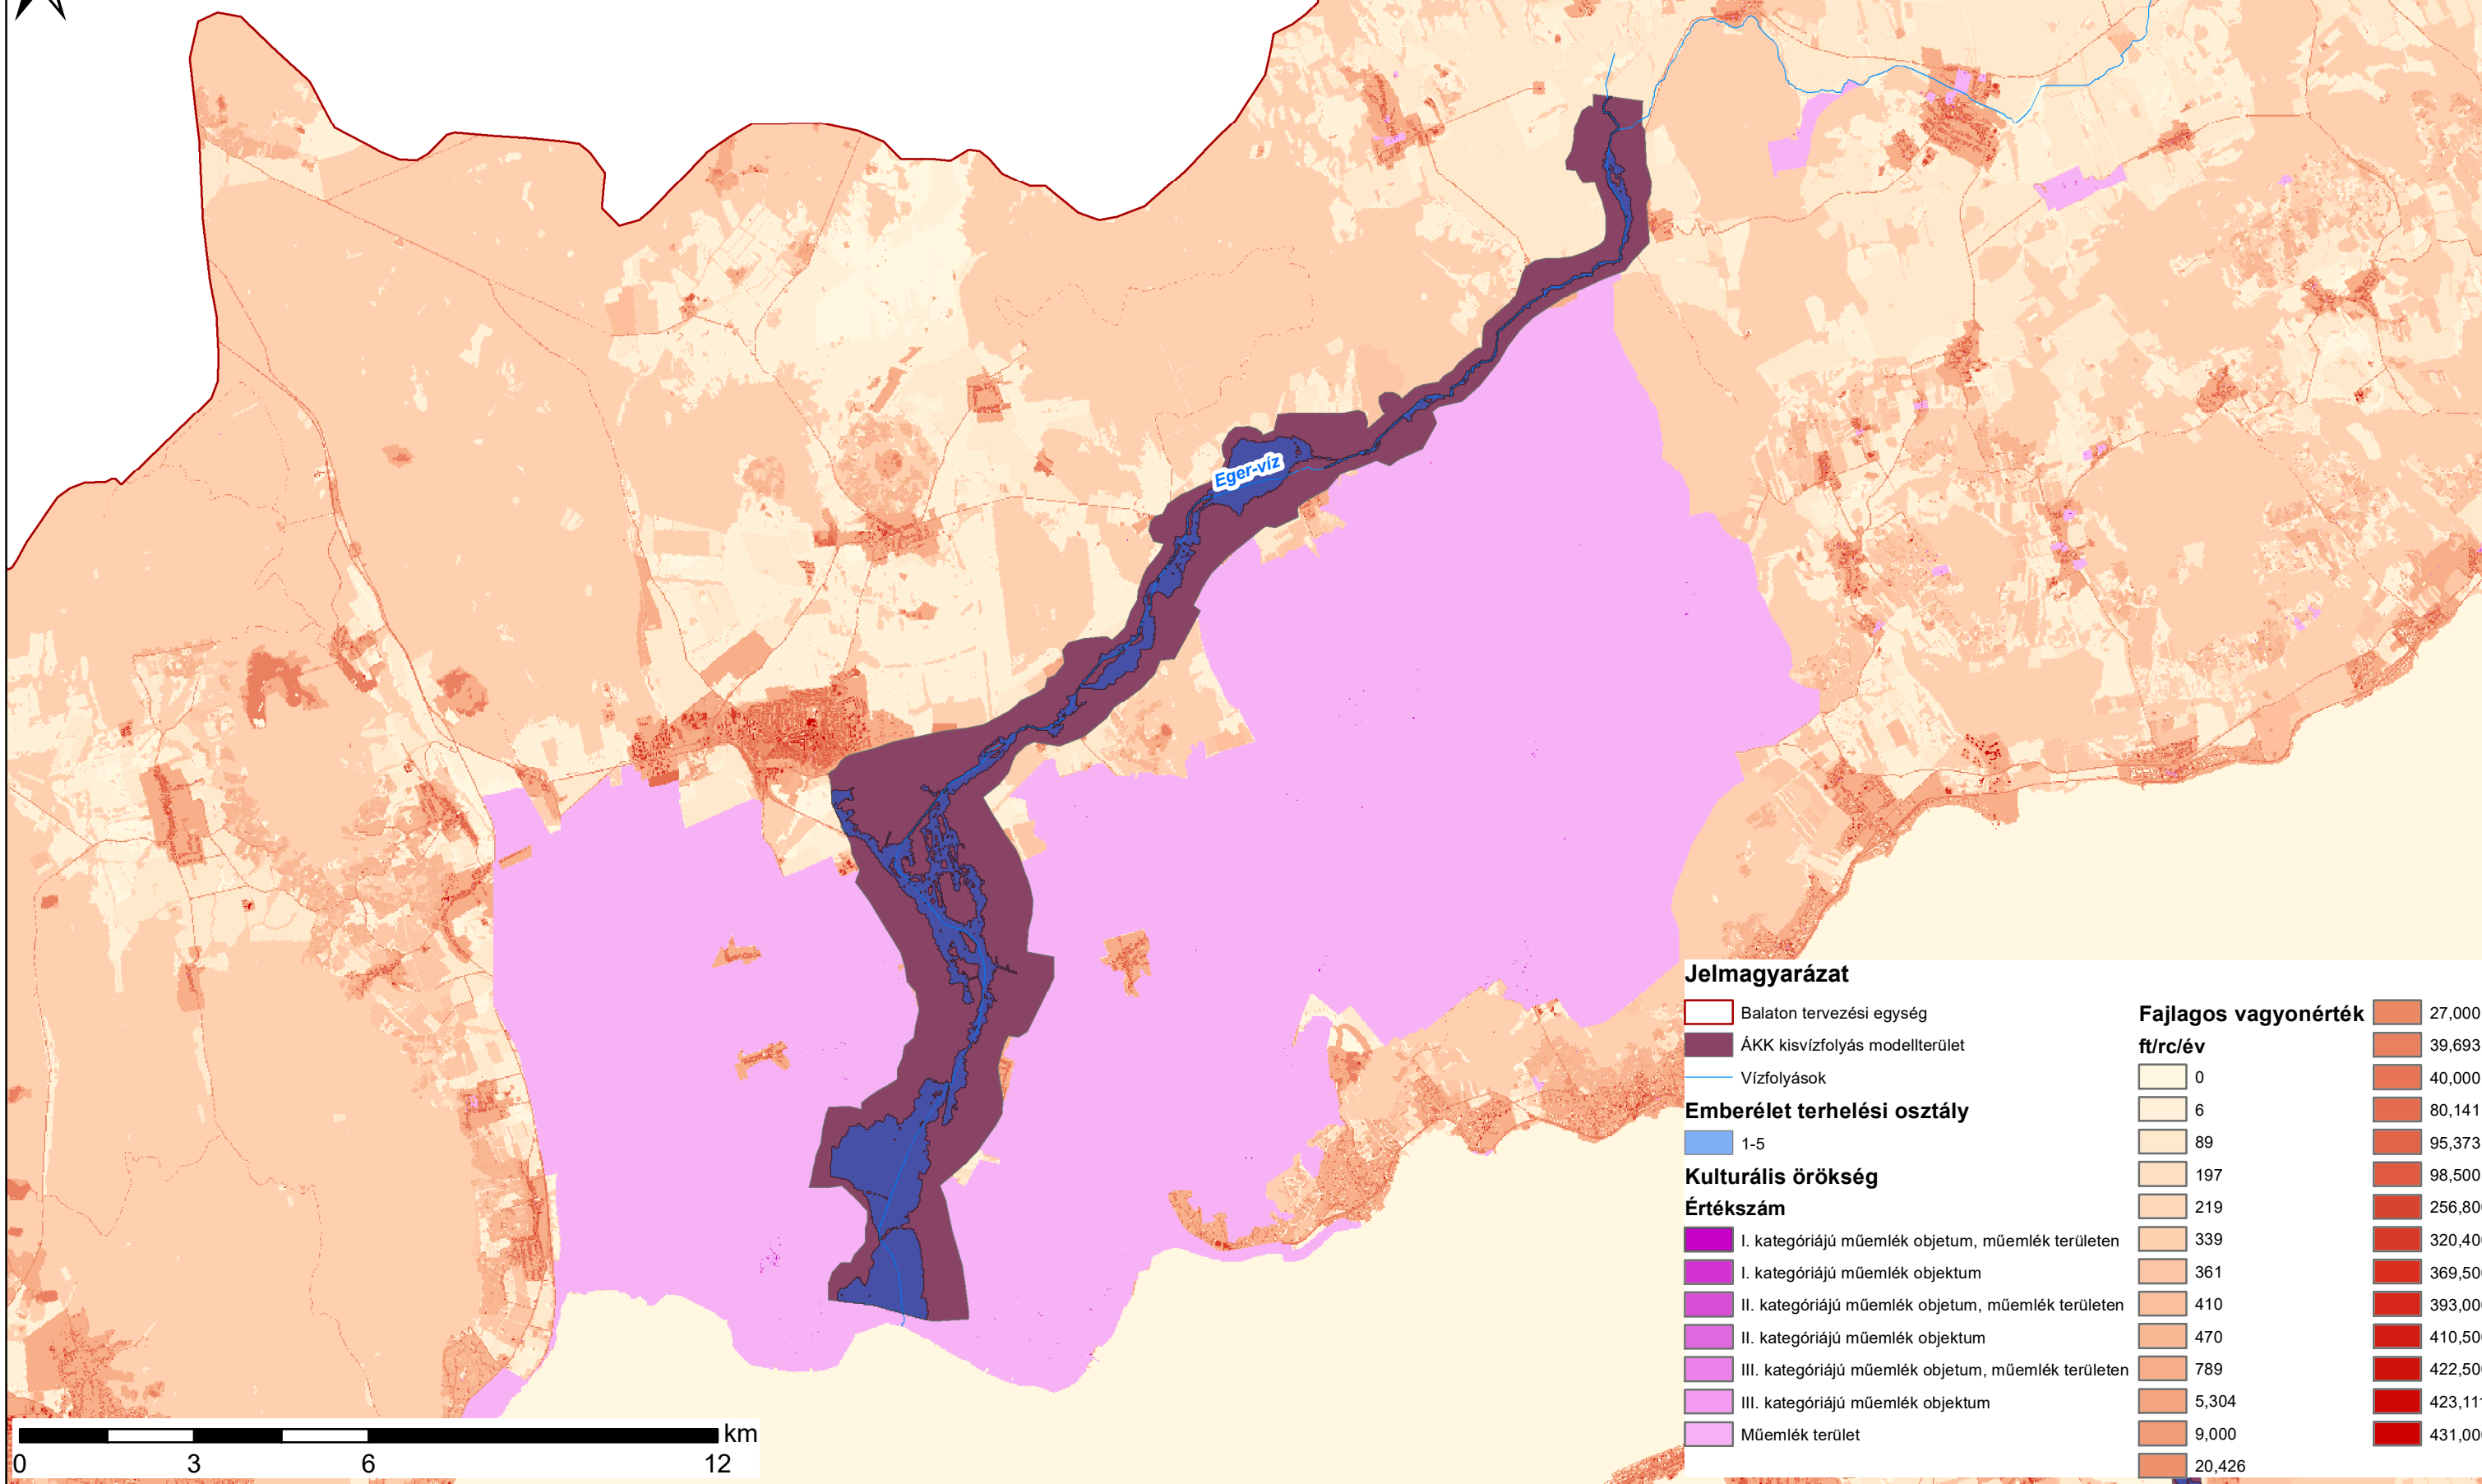 Eger-víz
Jelmagyarázat
Balaton tervezési egység
ÁKK kisvízfolyás modellterület
Vízfolyások
Emberélet terhelési osztály
1-5
Kulturális örökség
Értékszám
I. kategóriájú műemlék objetum, műemlék területen
I. kategóriájú műemlék objektum
II. kategóriájú műemlék objetum, műemlék területen
II. kategóriájú műemlék objektum
III. kategóriájú műemlék objetum, műemlék területen
III. kategóriájú műemlék objektum
Műemlék terület
Fajlagos vagyonérték
ft/rc/év
0
6
89
197
219
339
361
410
470
789
5,304
9,000
20,426
27,000
39,693
40,000
80,141
95,373
98,500
km
0 3 6 12